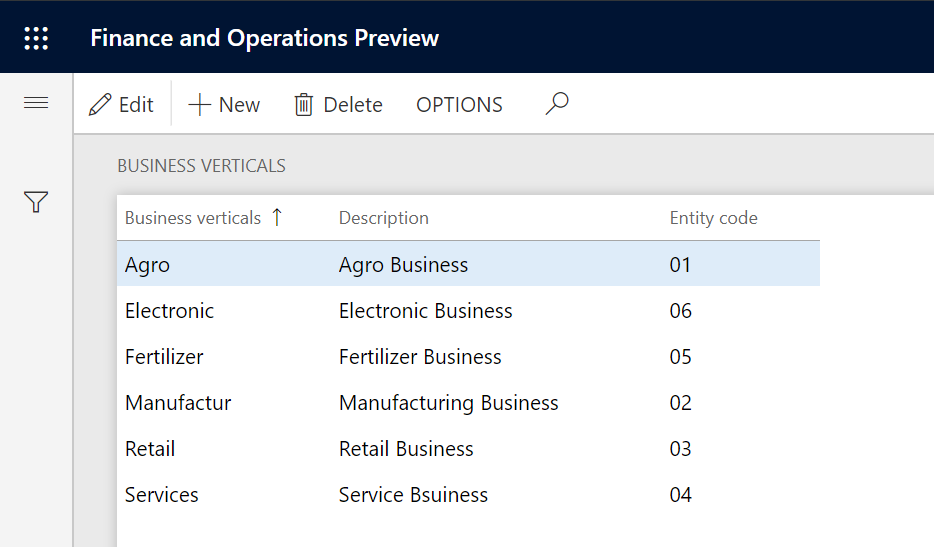 Finance and Operations Preview
Edit New Delete OPTIONS
BUSINESS VERTICALS
Business verticals Description Entity code
Agro Agro Business 01
Electronic Electronic Business 06
Fertilizer Fertilizer Business 05
Manufactur Manufacturing Business 02
Retail Retail Business 03
Services Service Bsuiness 04